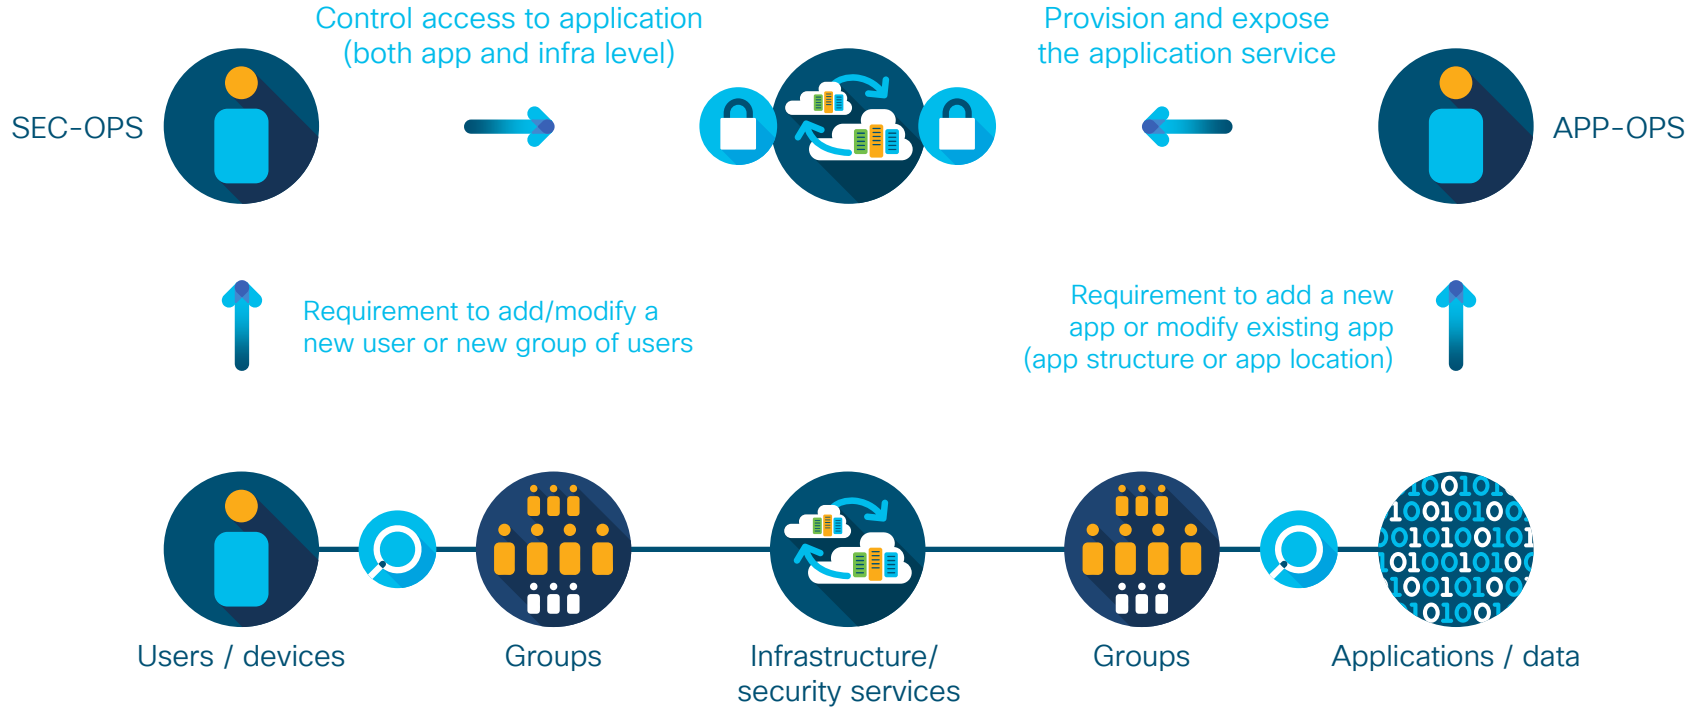 Control access to application
(both app and infra level)
Provision and expose
the application service
SEC-OPS
APP-OPS
Requirement to add/modify a
new user or new group of users
Requirement to add a new
app or modify existing app
(app structure or app location)
Users / devices
Groups
Infrastructure/
security services
Groups
Applications / data